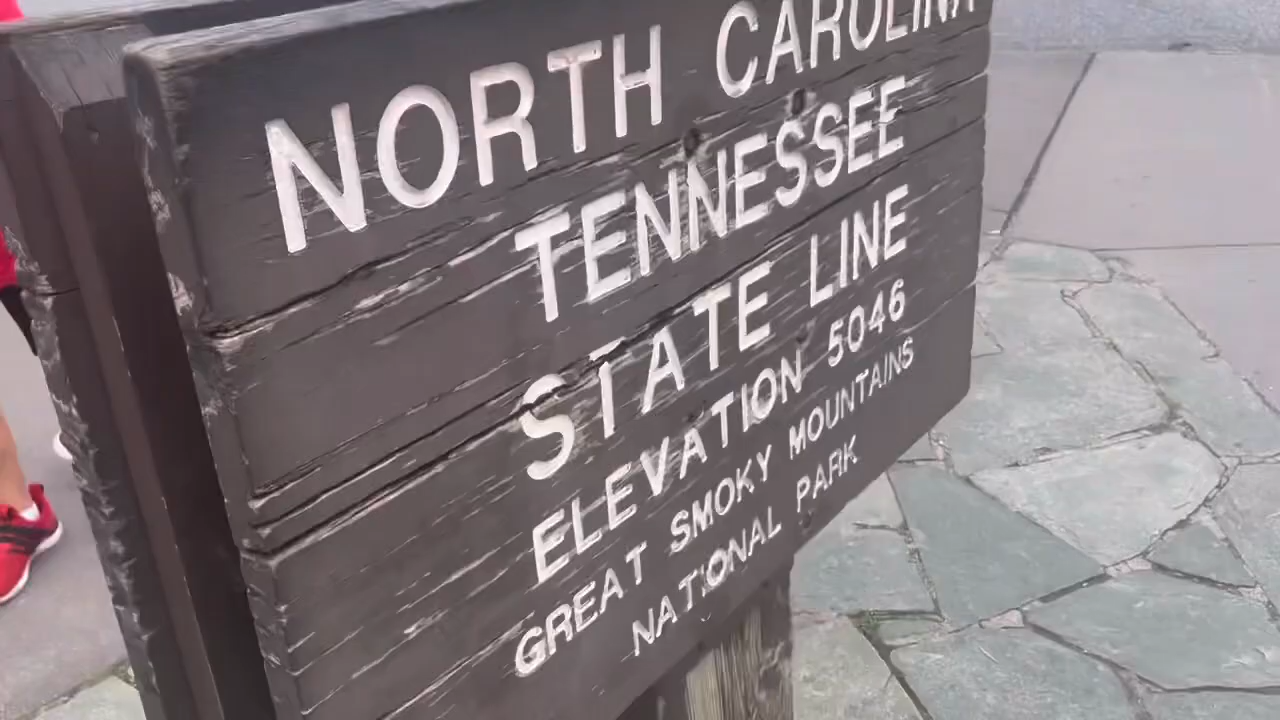 NORTH CAROLINA
TENNESSEE
STATE LINE
ELEVATION 5046
GREAT SMOKY MOUNTAINS
NATIONAL PARK